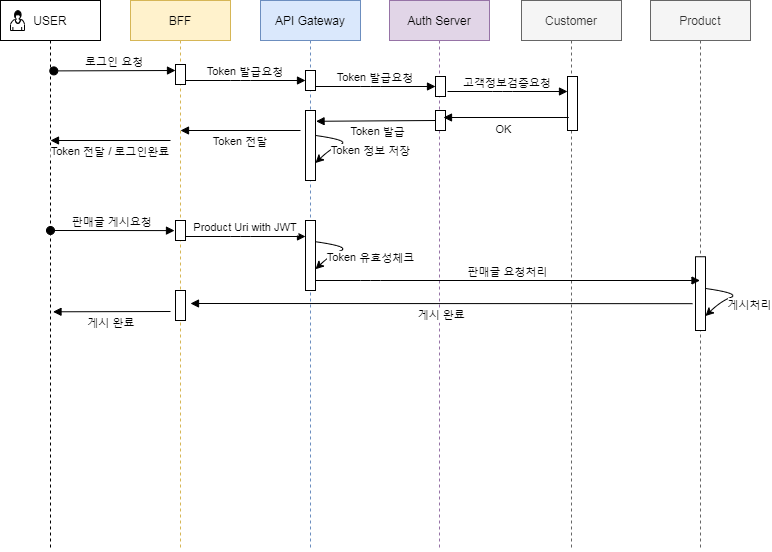 USER
BFF
API Gateway
Auth Server
Customer
Product
로그인 요청
Token 발급요청
Token 발급요청
고객정보검증요청
OK
Token 발급
Token 전달
Token 정보 저장
Token 전달 / 로그인완료
판매글 게시요청
Product Uri with JWT
Token 유효성체크
판매글 요청처리
게시처리
게시 완료
게시 완료